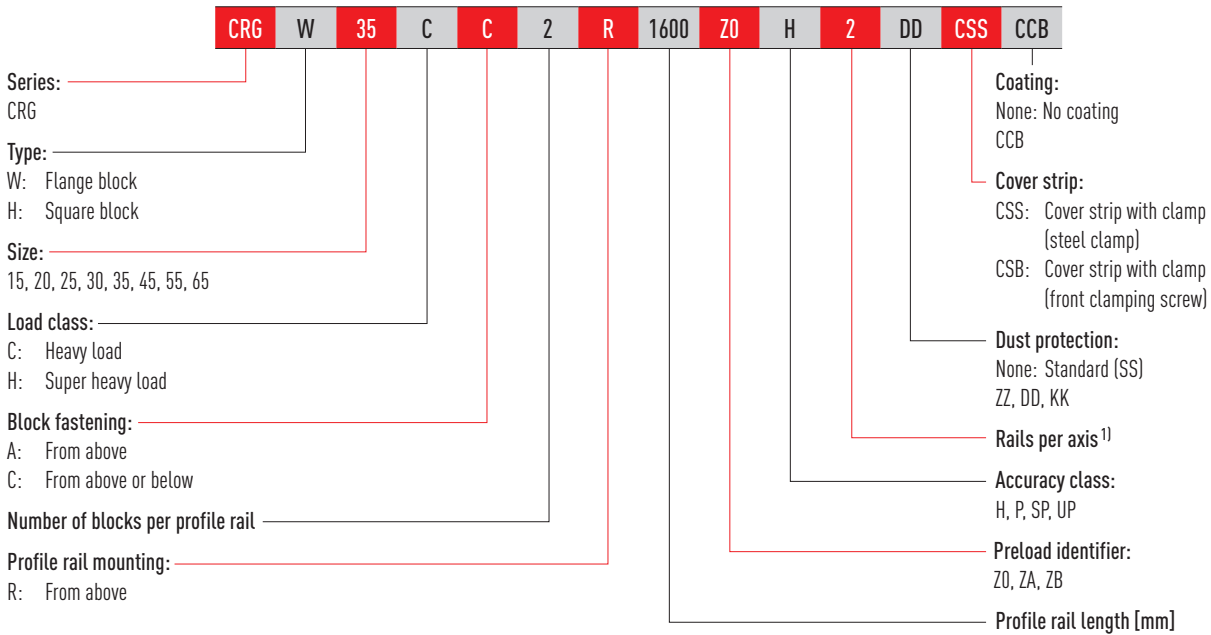 CRG W 35 C C 2 R 1600 Z0 H 2 DD CSS CCB
Series:
CRG
Type:
W: Flange block
H: Square block
Size:
15, 20, 25, 30, 35, 45, 55, 65
Load class:
C: Heavy load
H: Super heavy load
Block fastening:
A: From above
C: From above or below
Number of blocks per profile rail
Profile rail mounting:
R: From above
Coating:
None: No coating
CCB
Cover strip:
CSS: Cover strip with clamp
(steel clamp)
CSB: Cover strip with clamp
(front clamping screw)
Dust protection:
None: Standard (SS)
ZZ, DD, KK
Rails per axis 1)
Accuracy class:
H, P, SP, UP
Preload identifier:
Z0, ZA, ZB
Profile rail length [mm]